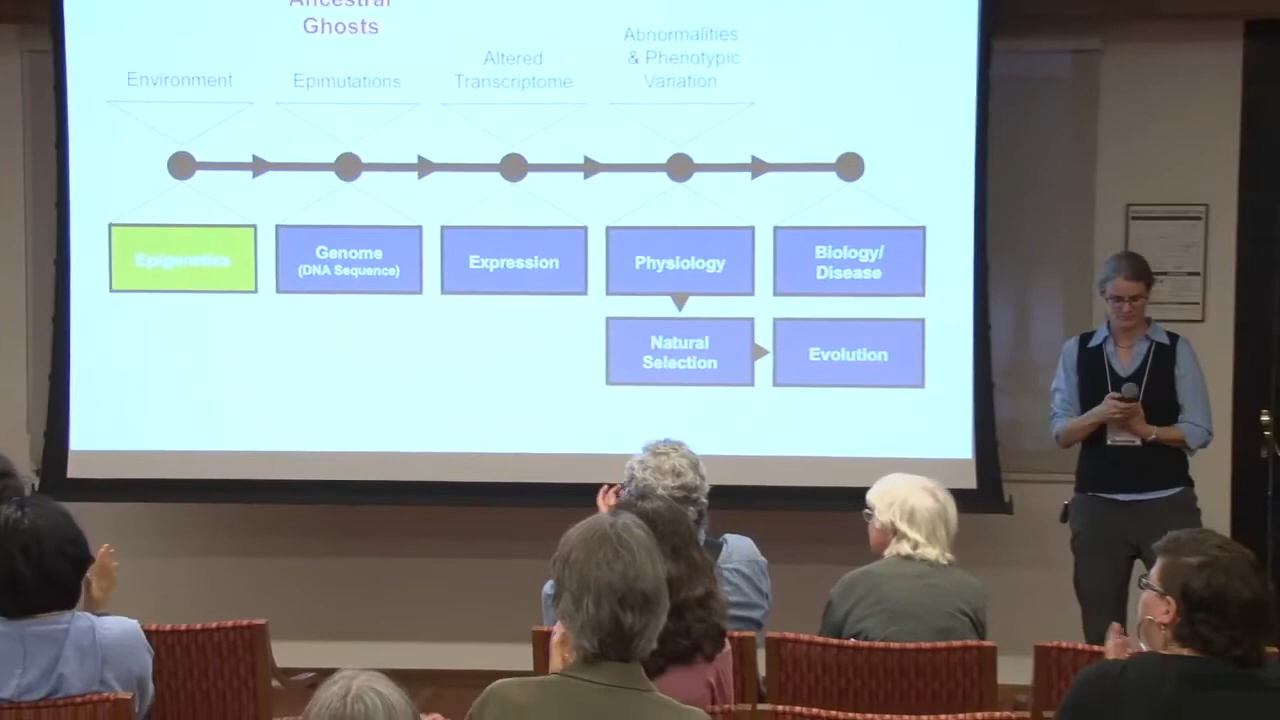 Ancestral
Ghosts
Environment
Epimutations
Altered
Transcriptome
Abnormalities
& Phenotypic
Variation
Epigenetics
Genome
(DNA Sequence)
Expression
Physiology
Biology/
Disease
Natural
Selection
Evolution